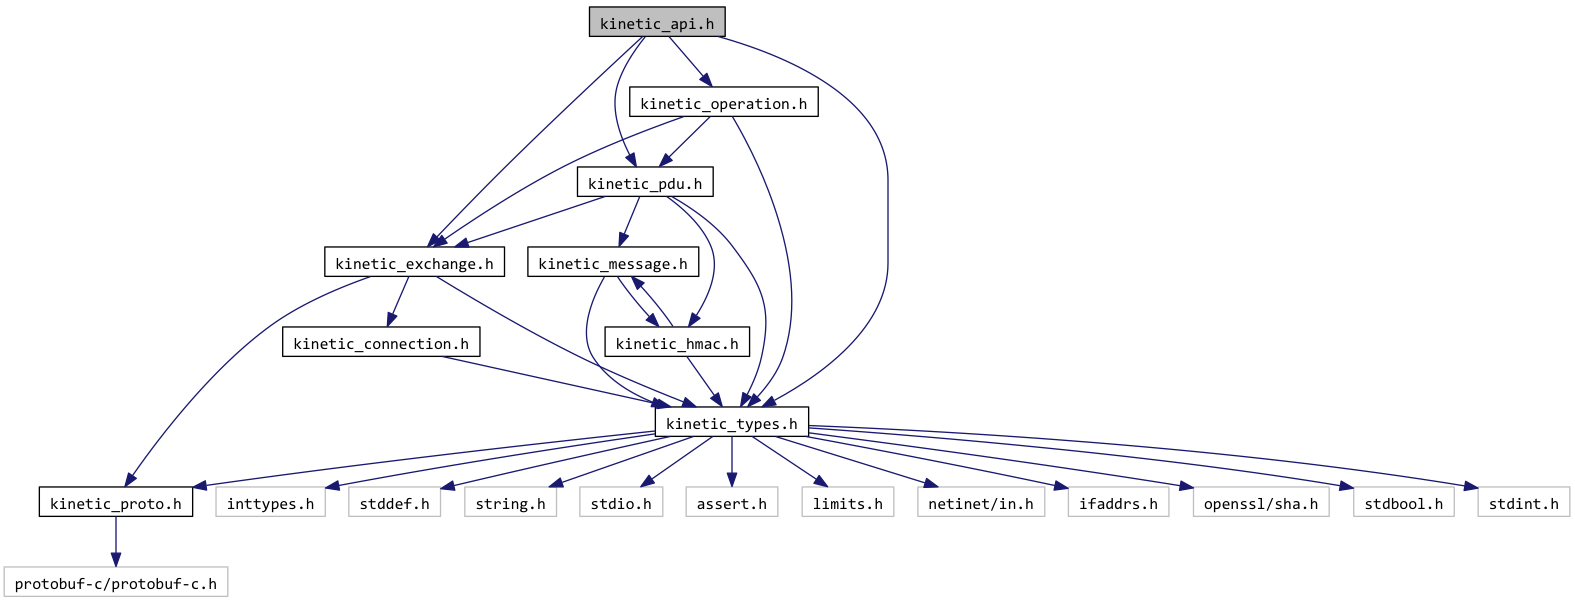 kinetic_api.h
kinetic_operation.h
kinetic_pdu.h
kinetic_exchange.h
kinetic_message.h
kinetic_connection.h
kinetic_hmac.h
kinetic_types.h
kinetic_proto.h
inttypes.h
stddef.h
string.h
stdio.h
assert.h
limits.h
netinet/in.h
ifaddrs.h
openssl/sha.h
stdbool.h
stdint.h
protobuf-c/protobuf-c.h